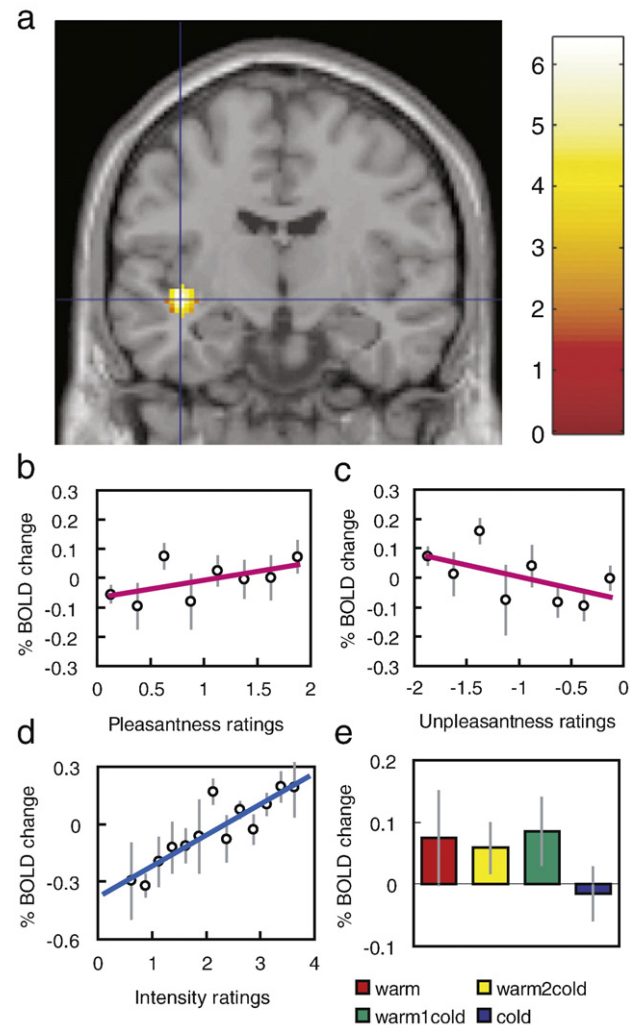 a
6
5
4
3
2
1
0
b
c
0.3
0.2
0.1
0
-0.1
-0.2
-0.3
% BOLD change
0 0.5 1 1.5 2
Pleasantness ratings
0.3
0.2
0.1
0
-0.1
-0.2
-0.3
% BOLD change
-2 -1.5 -1 -0.5 0
Unpleasantness ratings
d
e
0.3
0
-0.3
-0.6
% BOLD change
0 1 2 3 4
Intensity ratings
0.2
0.1
0
-0.1
% BOLD change
warm warm2cold
warm1cold cold